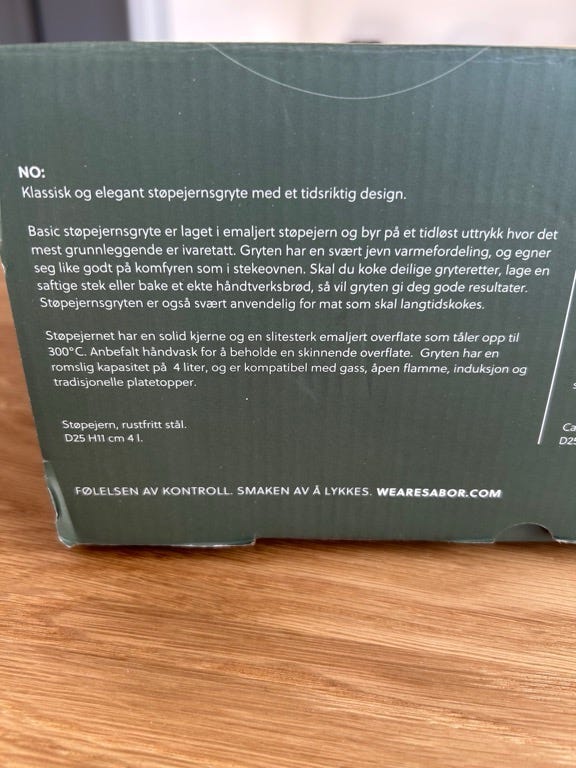 NO:
Klassisk og elegant støpejernsgryte med et tidsriktig design.
Basic støpejernsgryte er laget i emaljert støpejern og byr på et tidløst uttrykk hvor det
mest grunnleggende er ivaretatt. Gryten har en svært jevn varmefordeling, og egner
seg like godt på komfyren som i stekeovnen. Skal du koke deilige gryteretter, lage en
saftige stek eller bake et ekte håndtverksbrød, så vil gryten gi deg gode resultater.
Støpejernsgryten er også svært anvendelig for mat som skal langtidskokes.
Støpejernet har en solid kjerne og en slitesterk emaljert overflate som tåler opp til
300°C. Anbefalt håndvask for å beholde en skinnende overflate. Gryten har en
romslig kapasitet på 4 liter, og er kompatibel med gass, åpen flamme, induksjon og
tradisjonelle platetopper.
Støpejern, rustfritt stål.
D25 H11 cm 4 l.
FØLELSEN AV KONTROLL. SMAKEN AV Å LYKKES. WEARESABOR.COM